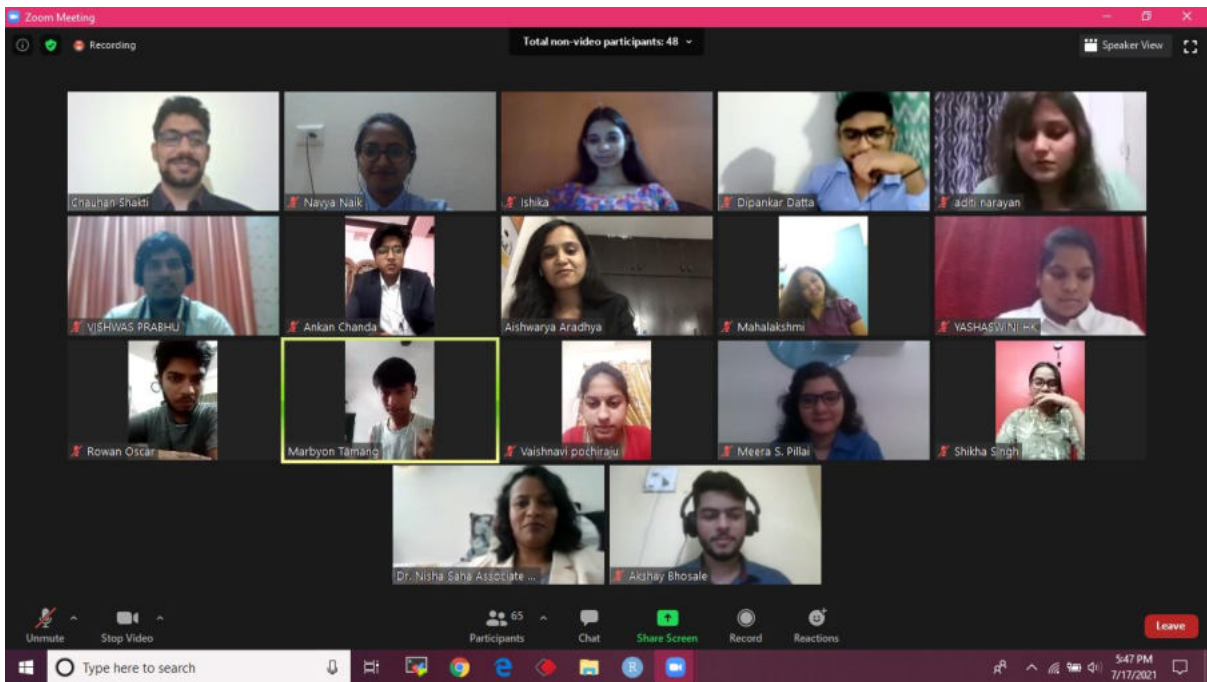 Zoom Meeting
Recording
Total non-video participants: 48
Speaker View
Chauhan Shakti
Navya Naik
Ishika
Dipankar Datta
aditi narayan
VISHWAS PRABHU
Ankan Chanda
Aishwarya Aradhya
Mahalakshmi
YASHASWINI HK
Rowan Oscar
Marbyon Tamang
Vaishnavi pochiraju
Meera S. Pillai
Shikha Singh
Dr. Nisha Saha Associate ...
Akshay Bhosale
Unmute
Stop Video
65
Participants
Chat
Share Screen
Record
Reactions
Leave
Type here to search
R
5:47 PM
7/17/2021